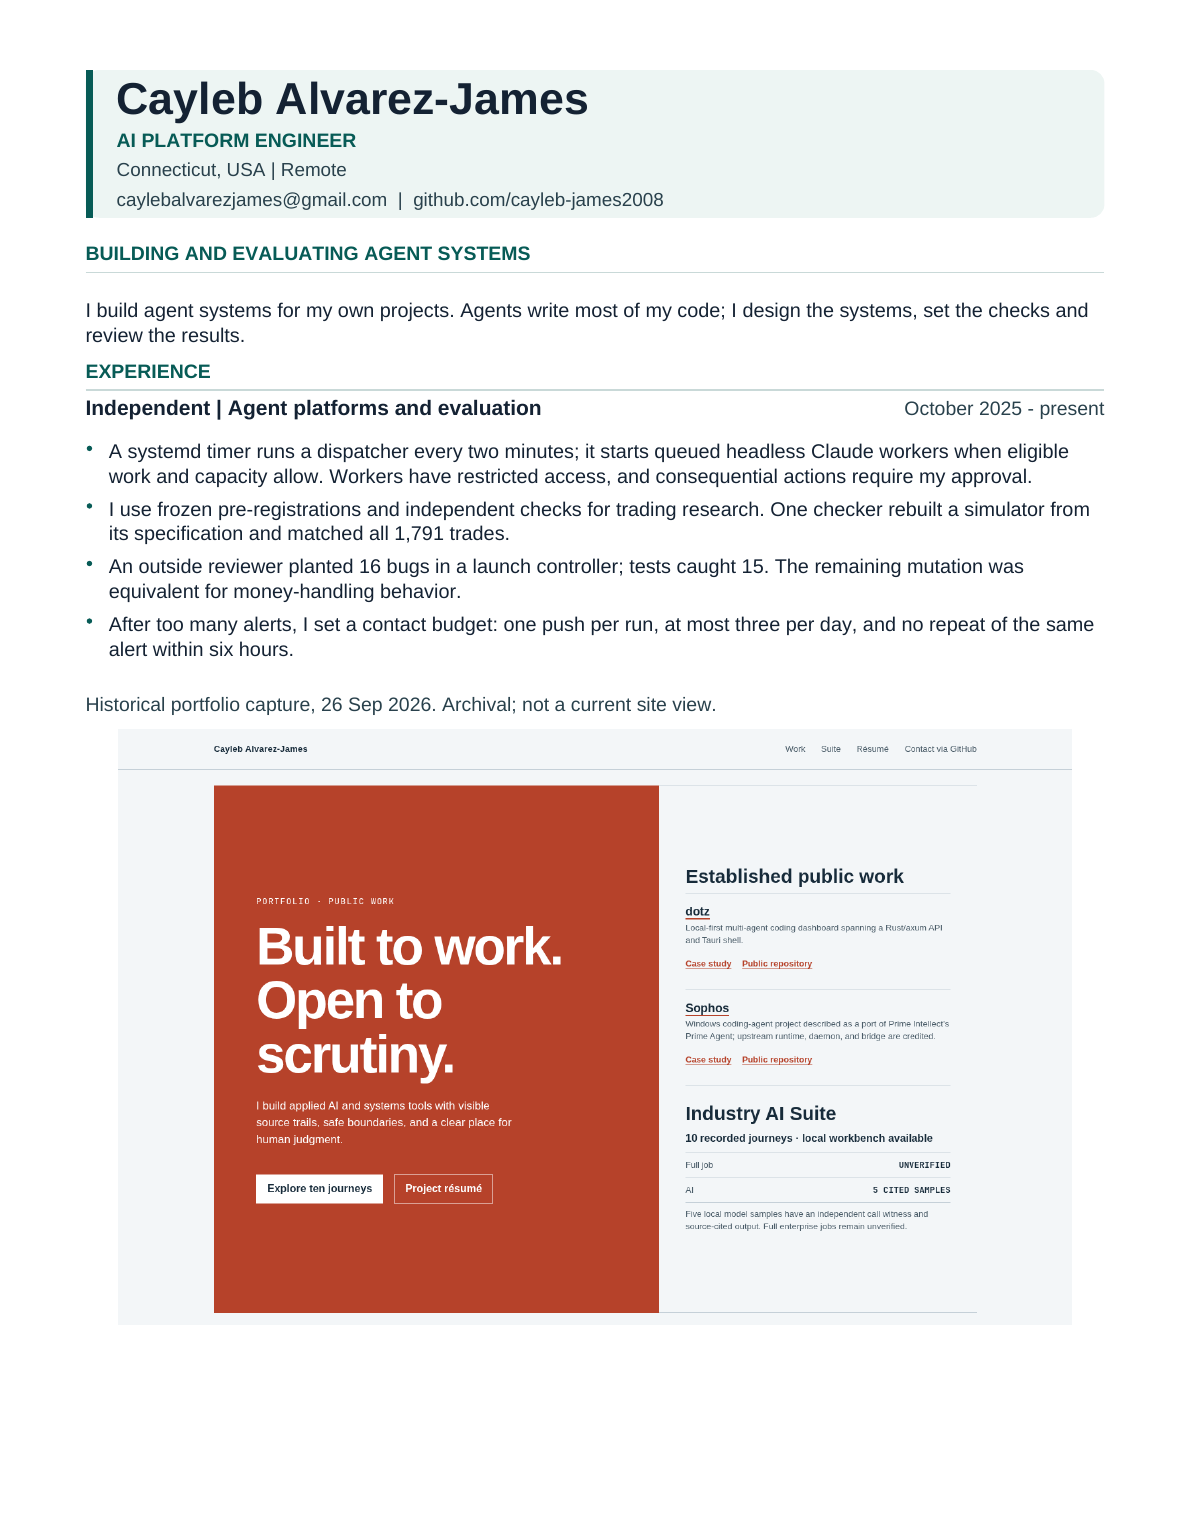 Cayleb Alvarez-James
AI PLATFORM ENGINEER
Connecticut, USA | Remote
caylebalvarezjames@gmail.com | github.com/cayleb-james2008
BUILDING AND EVALUATING AGENT SYSTEMS
I build agent systems for my own projects. Agents write most of my code; I design the systems, set the checks and
review the results.
EXPERIENCE
Independent | Agent platforms and evaluation October 2025 - present
• A systemd timer runs a dispatcher every two minutes; it starts queued headless Claude workers when eligible
work and capacity allow. Workers have restricted access, and consequential actions require my approval.
• I use frozen pre-registrations and independent checks for trading research. One checker rebuilt a simulator from
its specification and matched all 1,791 trades.
• An outside reviewer planted 16 bugs in a launch controller; tests caught 15. The remaining mutation was
equivalent for money-handling behavior.
• After too many alerts, I set a contact budget: one push per run, at most three per day, and no repeat of the same
alert within six hours.
Historical portfolio capture, 26 Sep 2026. Archival; not a current site view.
Cayleb Alvarez-James Work Suite Résumé Contact via GitHub
PORTFOLIO · PUBLIC WORK
Built to work.
Open to
scrutiny.
I build applied AI and systems tools with visible
source trails, safe boundaries, and a clear place for
human judgment.
Explore ten journeys Project résumé
Established public work
dotz
Local-first multi-agent coding dashboard spanning a Rust/axum API
and Tauri shell.
Case study Public repository
Sophos
Windows coding-agent project described as a port of Prime Intellect's
Prime Agent; upstream runtime, daemon, and bridge are credited.
Case study Public repository
Industry AI Suite
10 recorded journeys · local workbench available
Full job UNVERIFIED
AI 5 CITED SAMPLES
Five local model samples have an independent call witness and
source-cited output. Full enterprise jobs remain unverified.